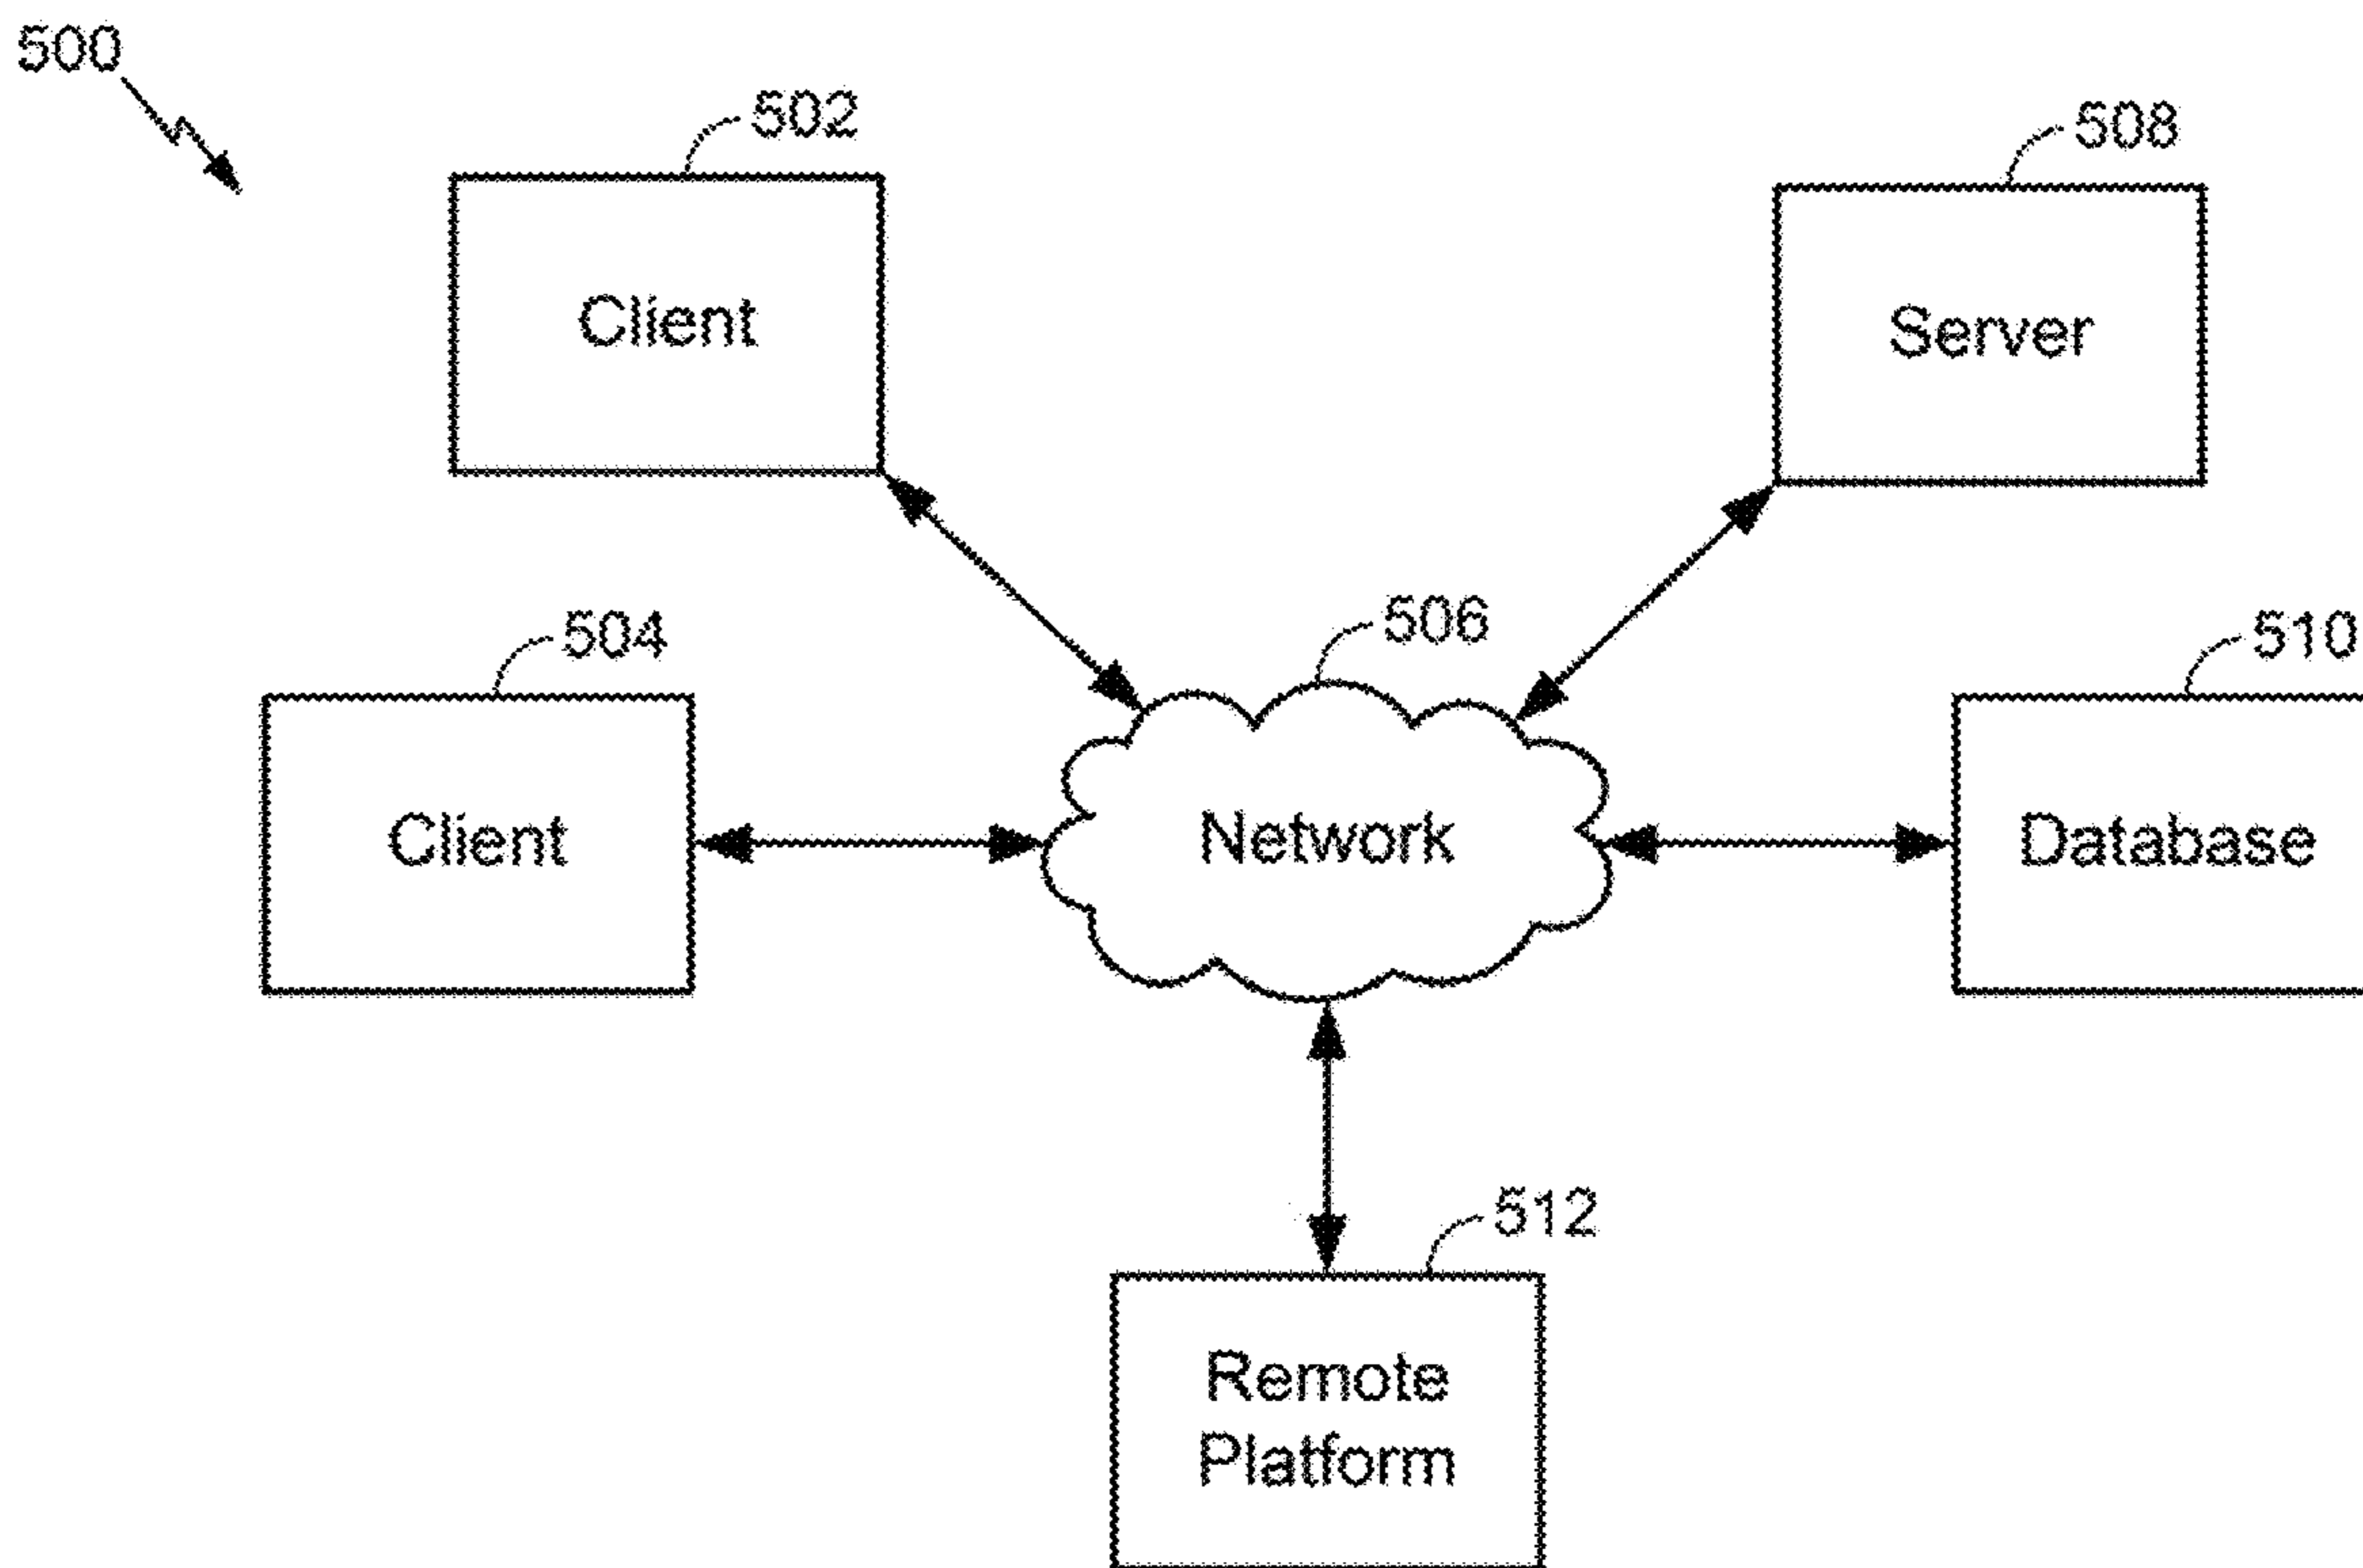 500
502
508
Client
Server
504
506
510
Client
Network
Database
512
Remote
Platform